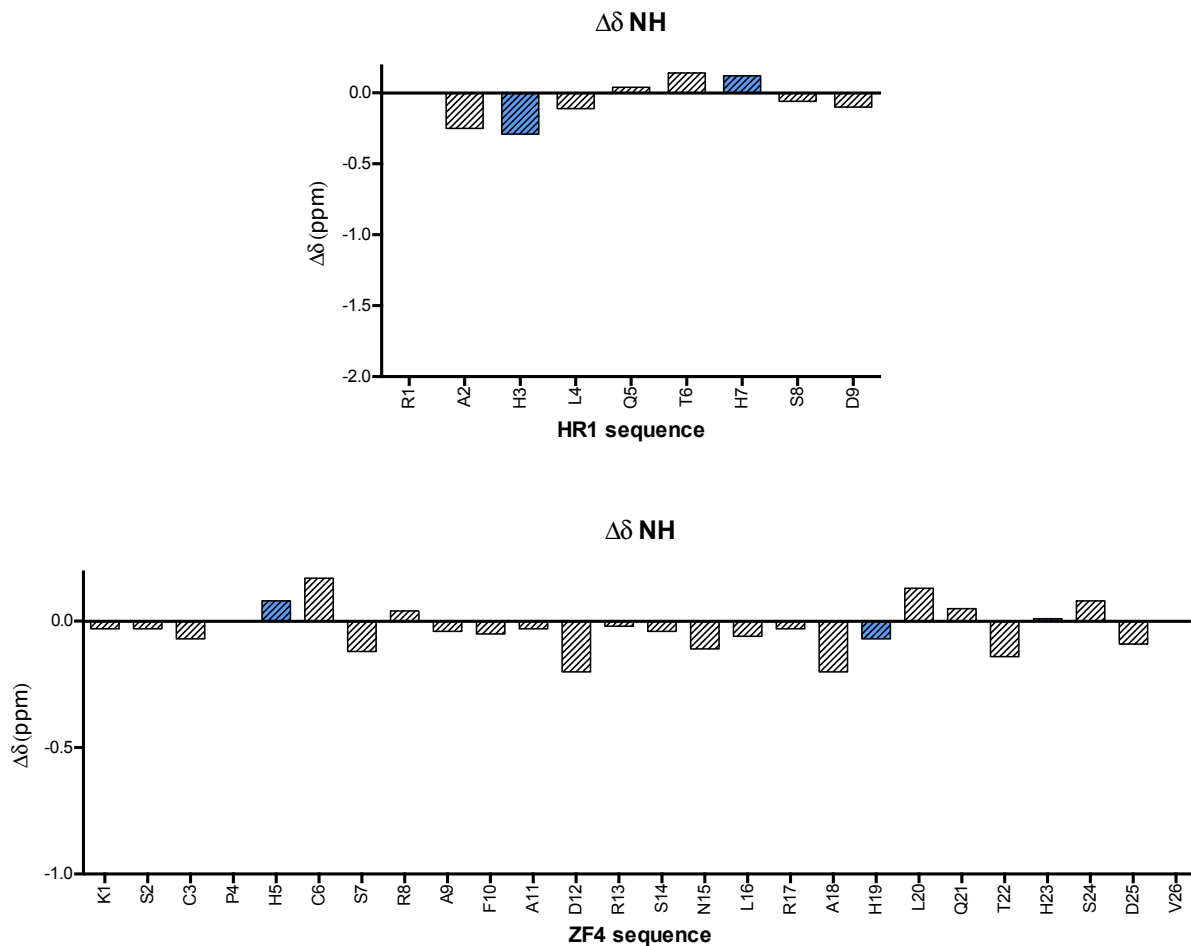 Δδ NH
0.0
-0.5
-1.0
-1.5
-2.0
Δδ(ppm)
R1 A2 H3 L4 Q5 T6 H7 S8 D9
HR1 sequence
Δδ NH
0.0
-0.5
-1.0
Δδ(ppm)
K1 S2 C3 P4 H5 C6 S7 R8 A9 F10 A11 D12 R13 S14 N15 L16 R17 A18 H19 L20 Q21 T22 H23 S24 D25 V26
ZF4 sequence